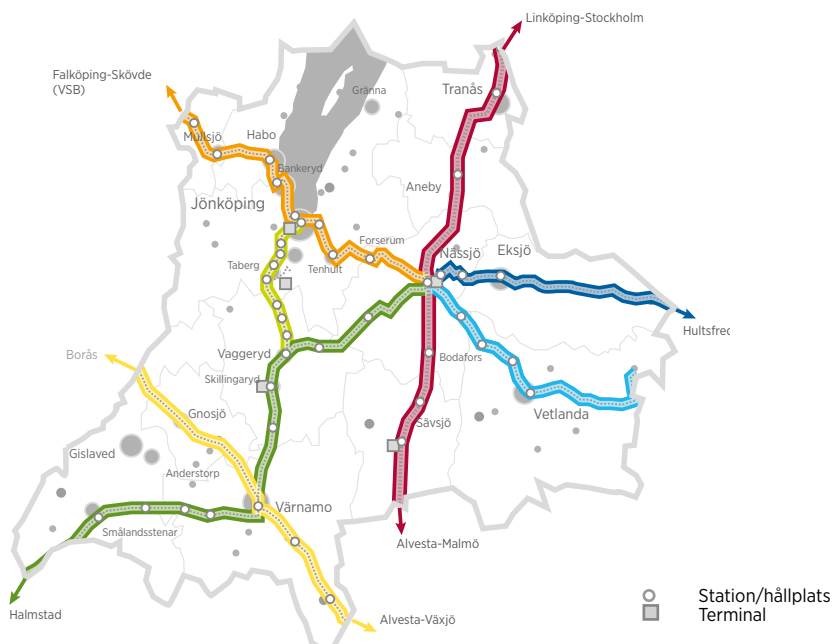 Linköping-Stockholm
Falköping-Skövde
(VSB)
Tranås
Gränna
Mullsjö
Habo
Bankeryd
Aneby
Jönköping
Forserum
Nässjö
Eksjö
Taberg
Tenhult
Hultsfred
Borås
Vaggeryd
Bodafors
Skillingaryd
Gnosjö
Vetlanda
Sävsjö
Gislaved
Anderstorp
Värnamo
Smålandsstenar
Alvesta-Malmö
Station/hållplats
Terminal
Halmstad
Alvesta-Växjö